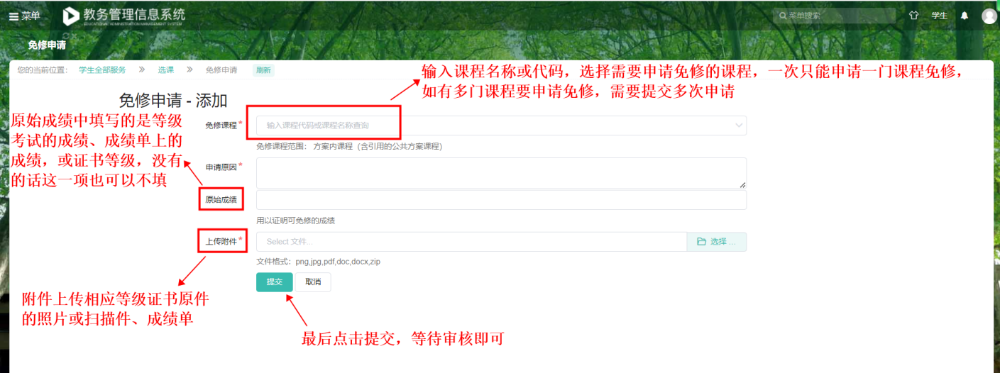 菜单
教务管理信息系统
EDUCATIONAL ADMINISTRATION MANAGEMENT SYSTEM
菜单搜索
学生
免修申请
您的当前位置： 学生全部服务 » 选课 » 免修申请 刷新
输入课程名称或代码，选择需要申请免修的课程，一次只能申请一门课程免修，
如有多门课程要申请免修，需要提交多次申请
免修申请 - 添加
原始成绩中填写的是等级
考试的成绩、成绩单上的
成绩，或证书等级，没有
的话这一项也可以不填
免修课程*
输入课程代码或课程名称查询
免修课程范围： 方案内课程（含引用的公共方案课程)
申请原因*
原始成绩
用以证明可免修的成绩
上传附件*
Select 文件...
选择 ...
文件格式：png,jpg,pdf,doc,docx,zip
提交
取消
附件上传相应等级证书原件
的照片或扫描件、成绩单
最后点击提交，等待审核即可